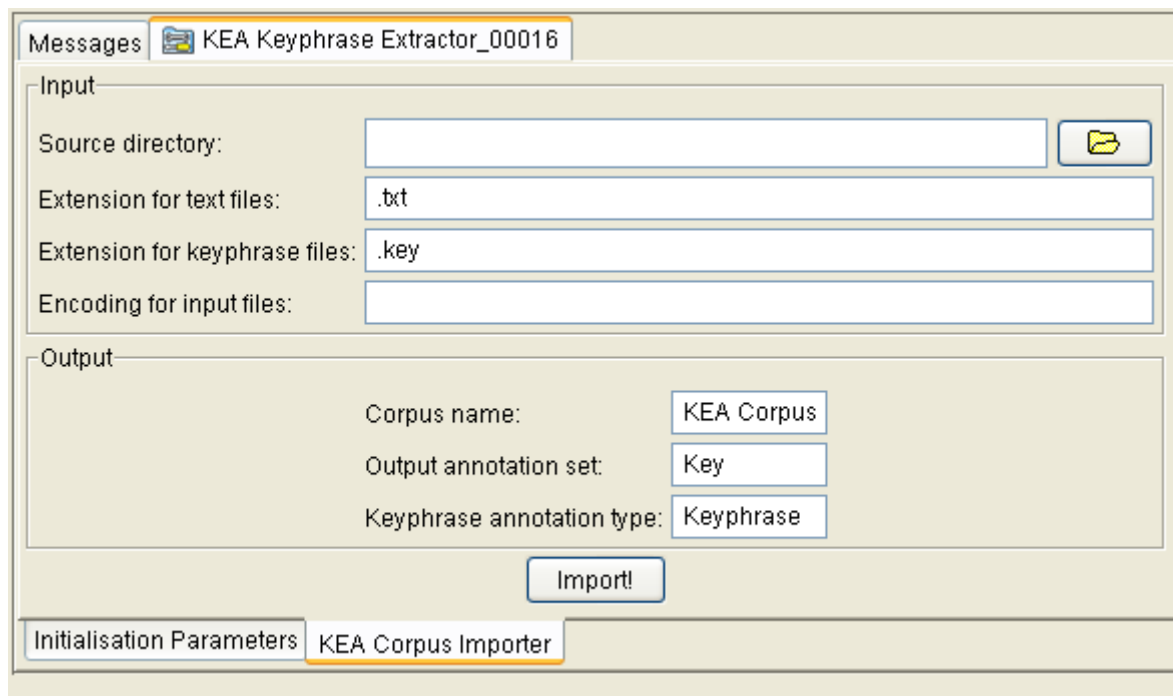 Messages KEA Keyphrase Extractor_00016
Input
Source directory:
Extension for text files: .txt
Extension for keyphrase files: .key
Encoding for input files:
Output
Corpus name: KEA Corpus
Output annotation set: Key
Keyphrase annotation type: Keyphrase
Import!
Initialisation Parameters KEA Corpus Importer